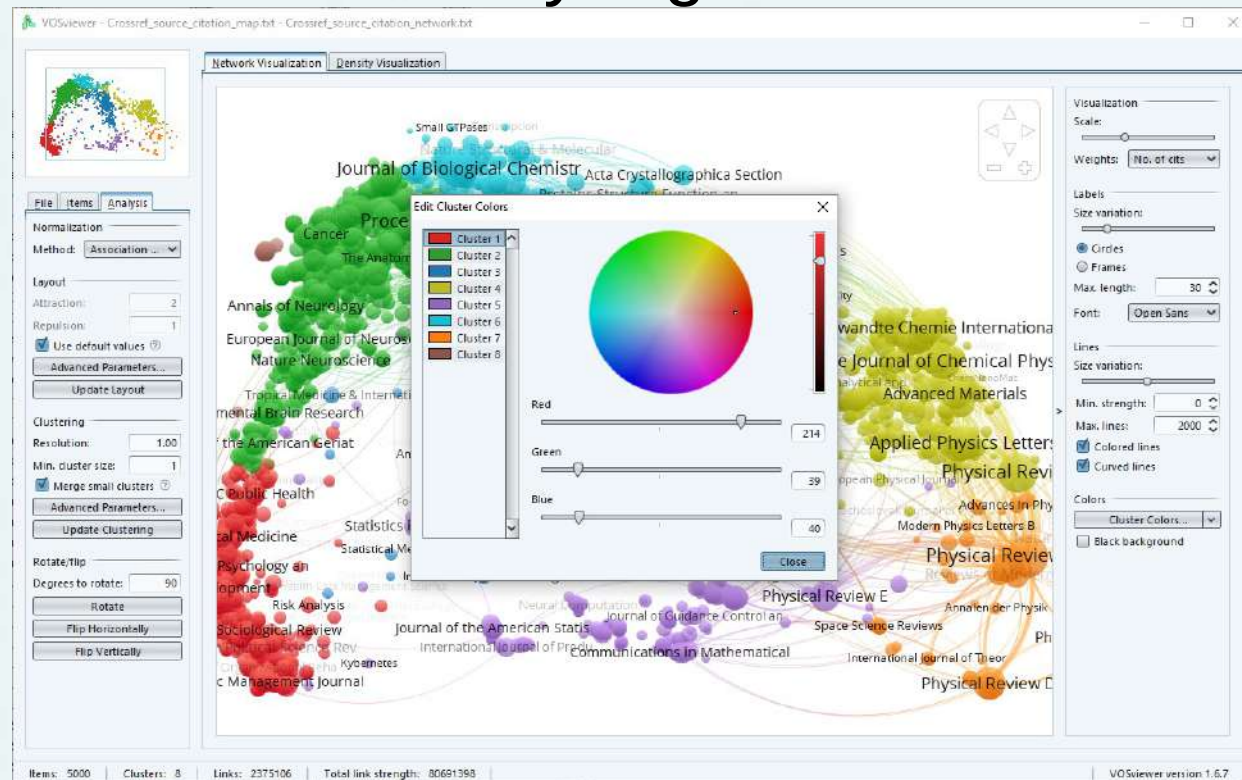 VOSviewer - Crossref_source_citation_map.txt - Crossref_source_citation_network.txt
Network Visualization
Density Visualization
File
Items
Analysis
Normalization
Method: Association ...
Layout
Attraction: 2
Repulsion: 1
Use default values
Advanced Parameters...
Update Layout
Clustering
Resolution: 1.00
Min. cluster size: 1
Merge small clusters
Advanced Parameters...
Update Clustering
Rotate/flip
Degrees to rotate: 90
Rotate
Flip Horizontally
Flip Vertically
Small GTPases
Journal of Biological Chemistr
Acta Crystallographica Section
Proce
Cancer
The Anatom
Annals of Neurology
European Journal of Neuros
Nature Neuroscience
Tropical Medicine & Internati
mental Brain Research
f the American Geriat
C Public Health
Statistics i
cal Medicine
Statistical Me
Psychology an
opment
Risk Analysis
Sociological Review
Journal of the American Statis
Kybernetes
c Management Journal
Neural Computation
Journal of Guidance Control an
Communications in Mathematical
Physical Review E
Space Science Reviews
Annalen der Physik
International Journal of Theor
Physical Review D
wandte Chemie Internationa
e Journal of Chemical Phys
Advanced Materials
Applied Physics Letters
Physical Revi
Advances in Phy
Modern Physics Letters B
Physical Review
Edit Cluster Colors
Cluster 1
Cluster 2
Cluster 3
Cluster 4
Cluster 5
Cluster 6
Cluster 7
Cluster 8
Red
214
Green
39
Blue
40
Close
Visualization
Scale:
Weights: No. of cits
Labels
Size variation:
Circles
Frames
Max. length: 30
Font: Open Sans
Lines
Size variation:
Min. strength: 0
Max. lines: 2000
Colored lines
Curved lines
Colors
Cluster Colors...
Black background
Items: 5000
Clusters: 8
Links: 2375106
Total link strength: 80691398
VOSviewer version 1.6.7